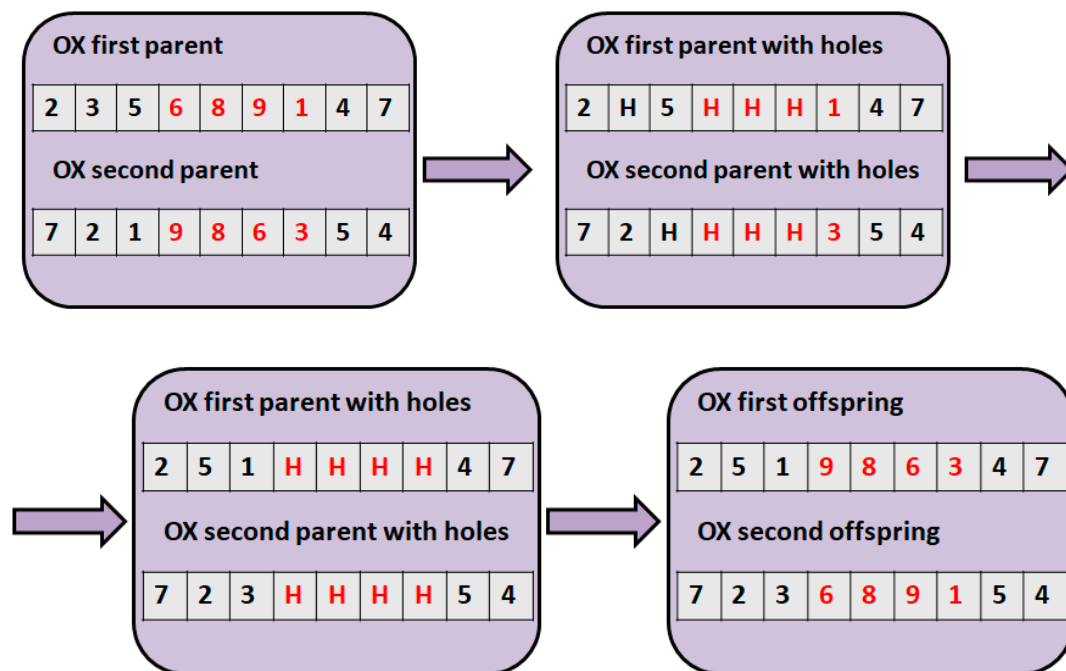 OX first parent
2 3 5 6 8 9 1 4 7
OX second parent
7 2 1 9 8 6 3 5 4
OX first parent with holes
2 H 5 H H H 1 4 7
OX second parent with holes
7 2 H H H H 3 5 4
OX first parent with holes
2 5 1 H H H H 4 7
OX second parent with holes
7 2 3 H H H H 5 4
OX first offspring
2 5 1 9 8 6 3 4 7
OX second offspring
7 2 3 6 8 9 1 5 4